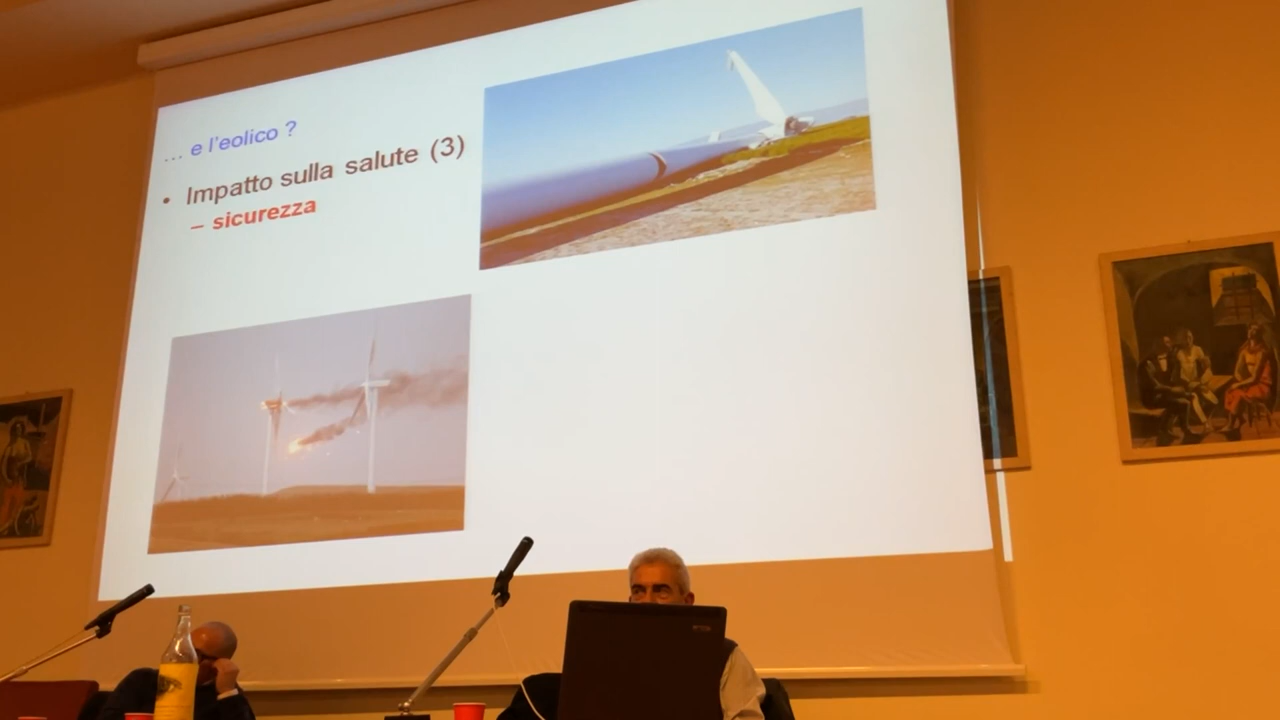 ... e l'eolico ?
• Impatto sulla salute (3)
– sicurezza